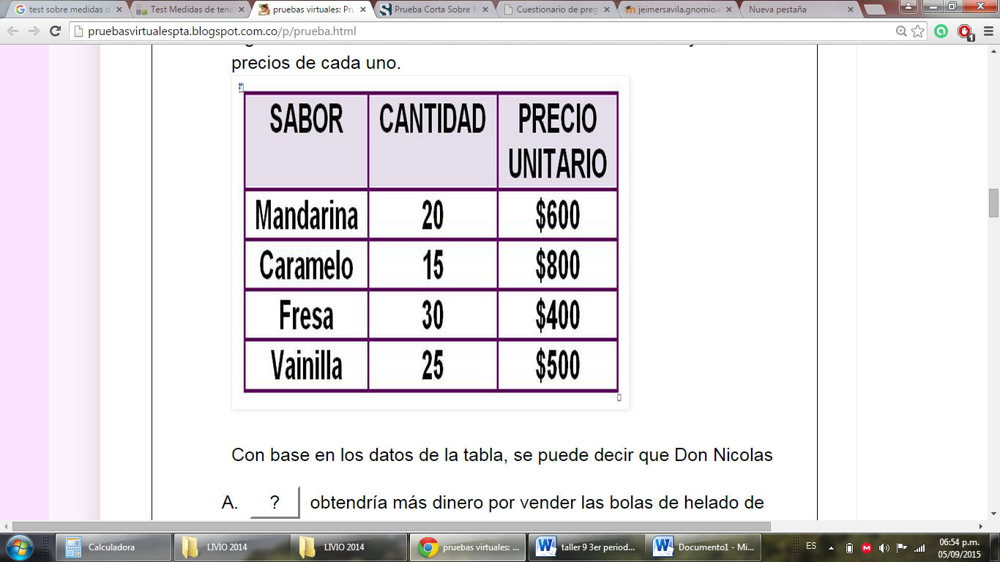 test sobre medidas d
Test Medidas de tend
pruebas virtuales: Pru
Prueba Corta Sobre
Cuestionario de preg
jeimersavila.gnomio.c
Nueva pestaña
pruebasvirtualespta.blogspot.com.co/p/prueba.html
precios de cada uno.
SABOR CANTIDAD PRECIO
UNITARIO
Mandarina 20 $600
Caramelo 15 $800
Fresa 30 $400
Vainilla 25 $500
Con base en los datos de la tabla, se puede decir que Don Nicolas
A. ? obtendría más dinero por vender las bolas de helado de
Calculadora
LIVIO 2014
LIVIO 2014
pruebas virtuales: ...
taller 9 3er period...
Documento1 - Mi...
ES
06:54 p.m.
05/09/2015